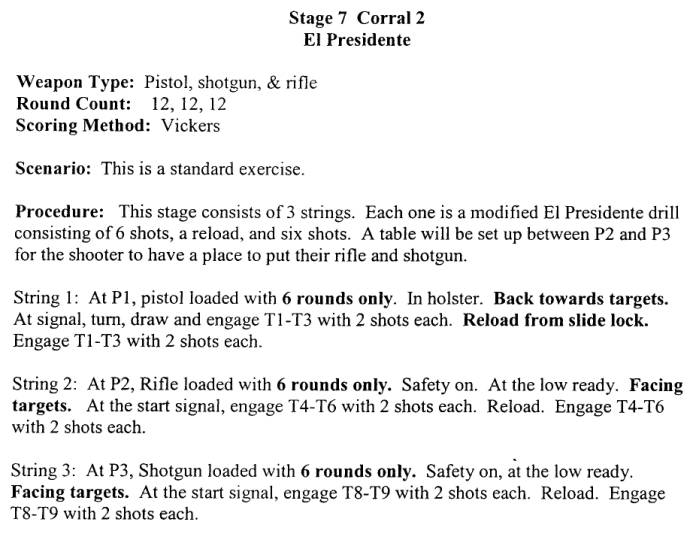 Stage 7 Corral 2
El Presidente
Weapon Type: Pistol, shotgun, & rifle
Round Count: 12, 12, 12
Scoring Method: Vickers
Scenario: This is a standard exercise.
Procedure: This stage consists of 3 strings. Each one is a modified El Presidente drill
consisting of 6 shots, a reload, and six shots. A table will be set up between P2 and P3
for the shooter to have a place to put their rifle and shotgun.
String 1: At P1, pistol loaded with 6 rounds only. In holster. Back towards targets.
At signal, turn, draw and engage T1-T3 with 2 shots each. Reload from slide lock.
Engage T1-T3 with 2 shots each.
String 2: At P2, Rifle loaded with 6 rounds only. Safety on. At the low ready. Facing
targets. At the start signal, engage T4-T6 with 2 shots each. Reload. Engage T4-T6
with 2 shots each.
String 3: At P3, Shotgun loaded with 6 rounds only. Safety on, at the low ready.
Facing targets. At the start signal, engage T8-T9 with 2 shots each. Reload. Engage
T8-T9 with 2 shots each.